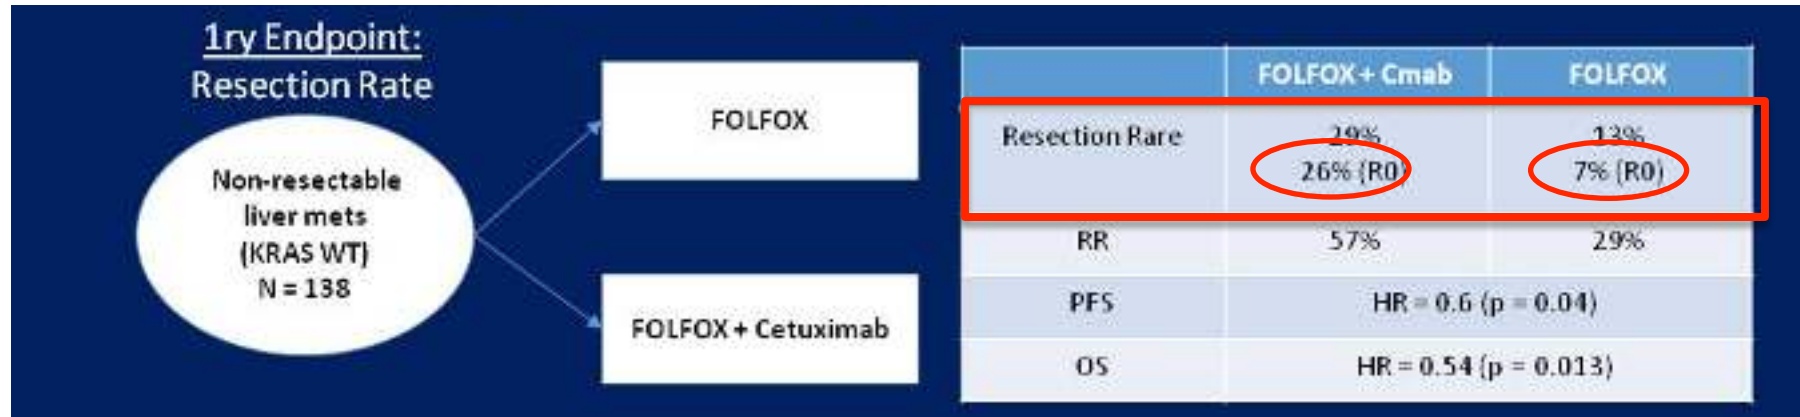 1ry Endpoint:
Resection Rate
Non-resectable
liver mets
(KRAS WT)
N = 138
FOLFOX
FOLFOX + Cetuximab
FOLFOX + Cmab FOLFOX
Resection Rare 29% 13%
26% (R0) 7% (R0)
RR 57% 29%
PFS HR = 0.6 (p = 0.04)
OS HR = 0.54 (p = 0.013)